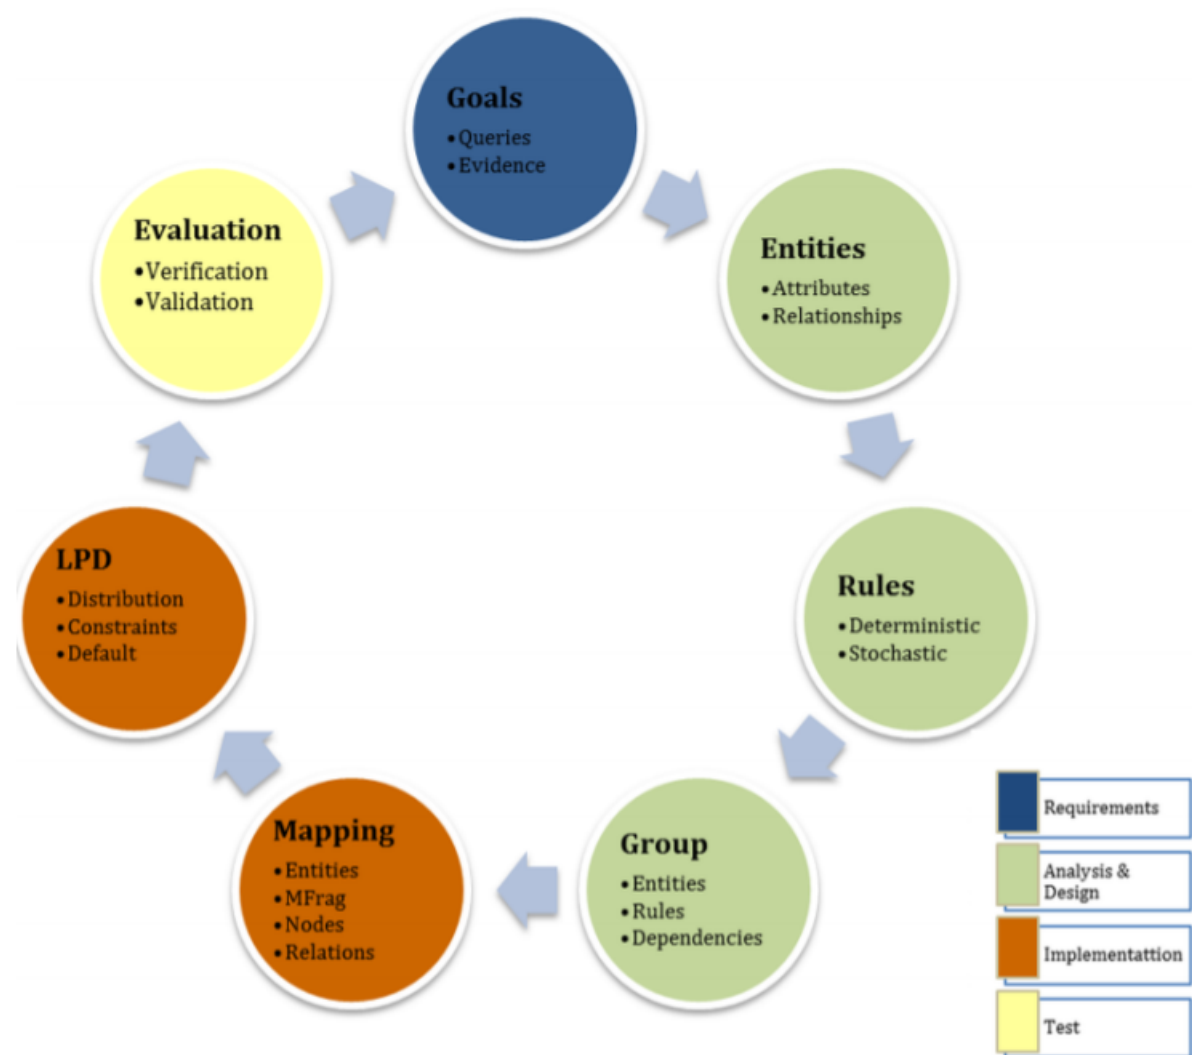 Goals
•Queries
•Evidence
Entities
•Attributes
•Relationships
Rules
•Deterministic
•Stochastic
Group
•Entities
•Rules
•Dependencies
Mapping
•Entities
•MFrag
•Nodes
•Relations
LPD
•Distribution
•Constraints
•Default
Evaluation
•Verification
•Validation
Requirements
Analysis &
Design
Implementattion
Test